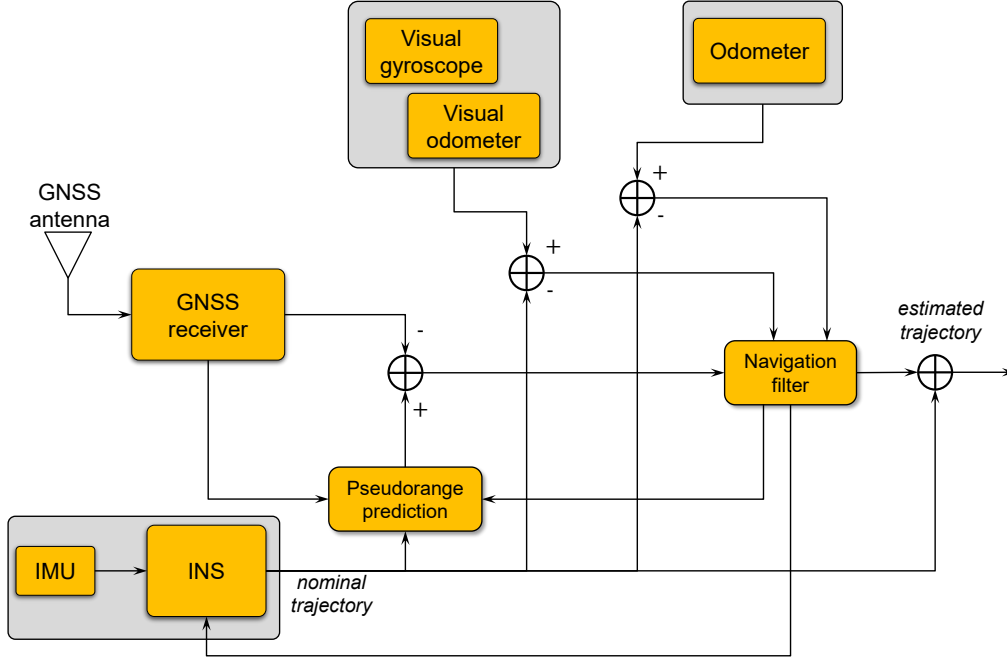 Visual
gyroscope
Visual
odometer
Odometer
GNSS
antenna
GNSS
receiver
+
-
+
-
-
+
estimated
trajectory
Navigation
filter
Pseudorange
prediction
IMU
INS
nominal
trajectory